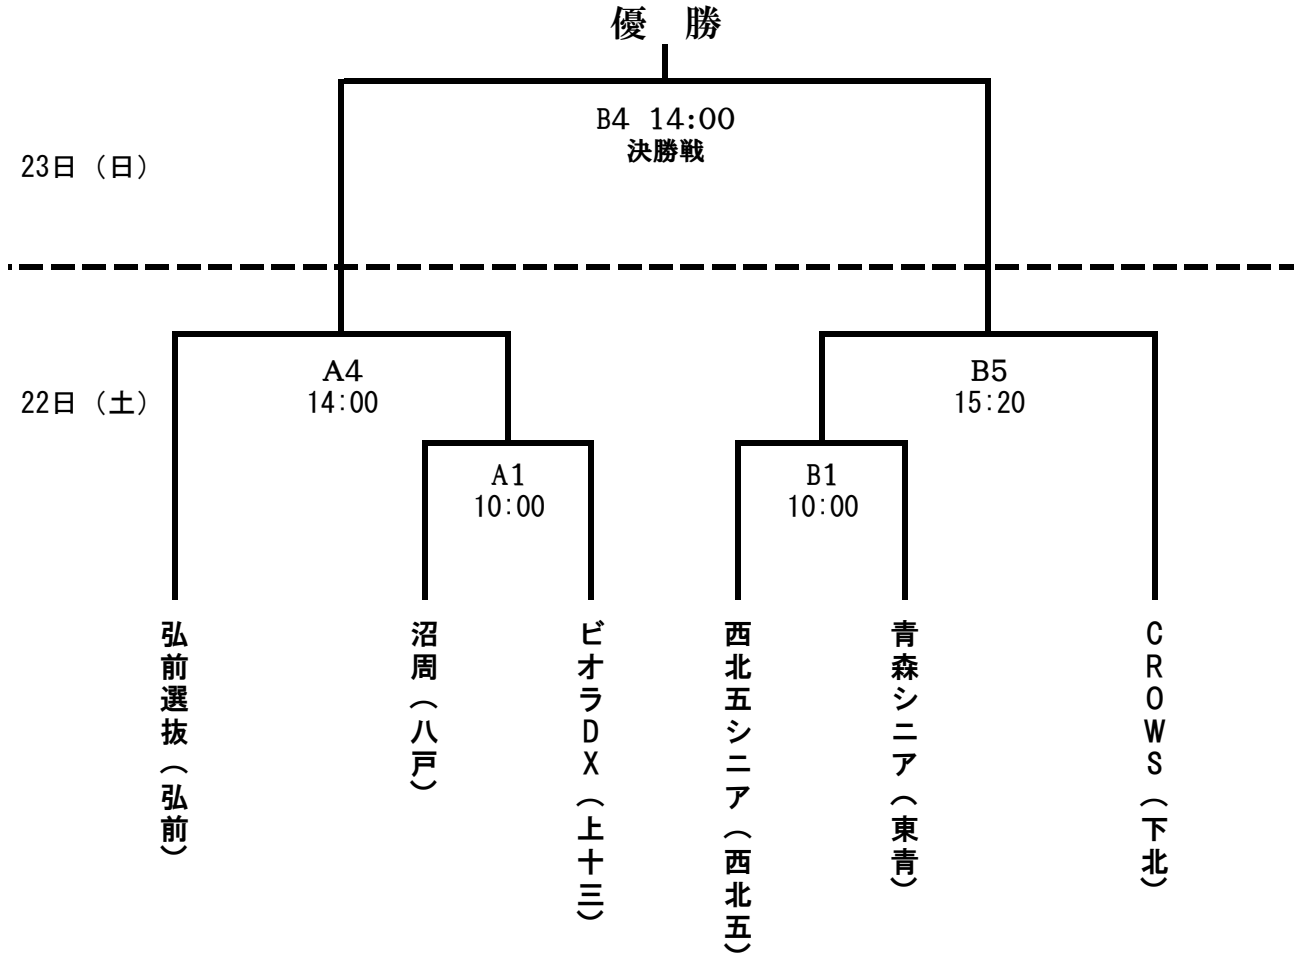 優　勝
B4 14:00
決勝戦
23日（日）
22日（土）
A4
14:00
B5
15:20
A1
10:00
B1
10:00
弘前選抜（弘前）
沼周（八戸）
ビオラDX（上十三）
西北五シニア（西北五）
青森シニア（東青）
CROWS（下北）